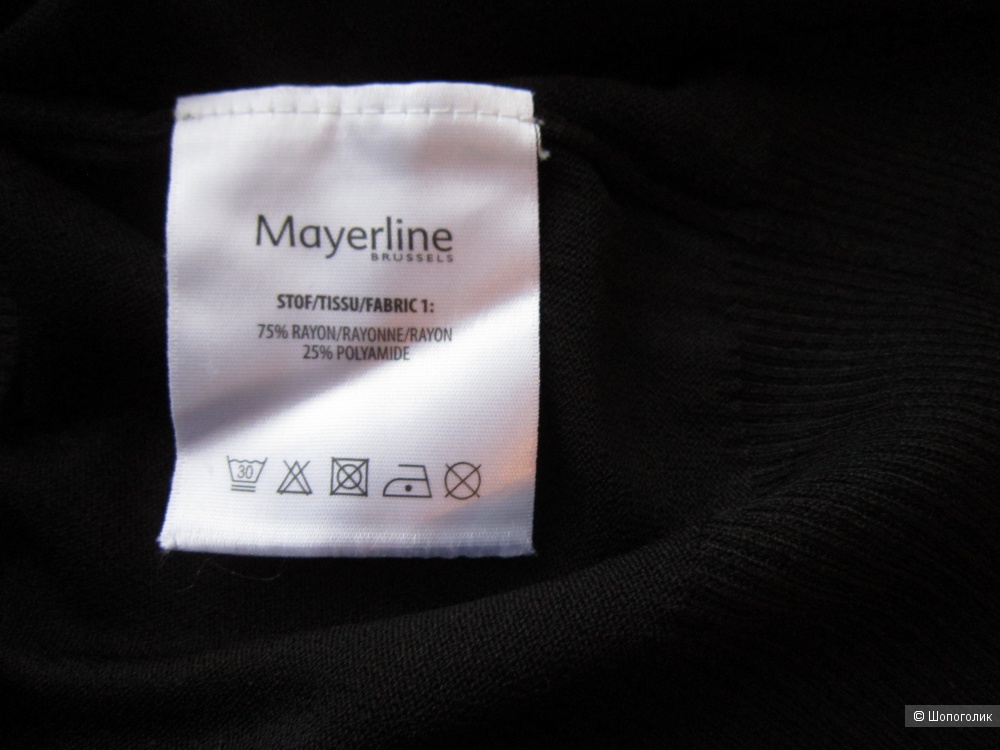 Mayerline
BRUSSELS
STOF/TISSU/FABRIC 1:
75% RAYON/RAYONNE/RAYON
25% POLYAMIDE
30
© Шопоголик